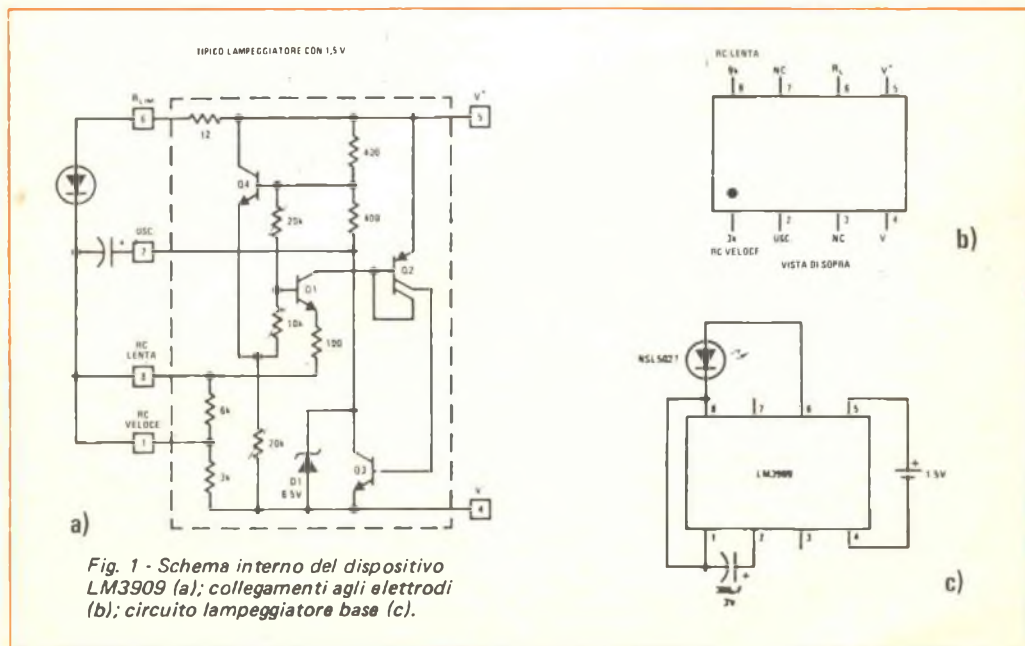 TIPICO LAMPEGGIATORE CON 1,5 V
R LIM
6
12
V+
5
400
Q4
20k
400
USC.
2
Q2
Q1
10k
100
RC
LENTA
8
6k
RC
VELOCE
1
3k
20k
D1
6 5V
Q3
V
4
a)
Fig. 1 - Schema interno del dispositivo
LM3909 (a); collegamenti agli elettrodi
(b); circuito lampeggiatore base (c).
RC LENTA
NC
RL
V+
8
7
6
5
1
2
3
4
3k
USC
NC
V
RC VELOCE
VISTA DI SOPRA
b)
NSL5027
8
7
6
5
LM3909
1,5V
1
2
3
4
+
3V
c)